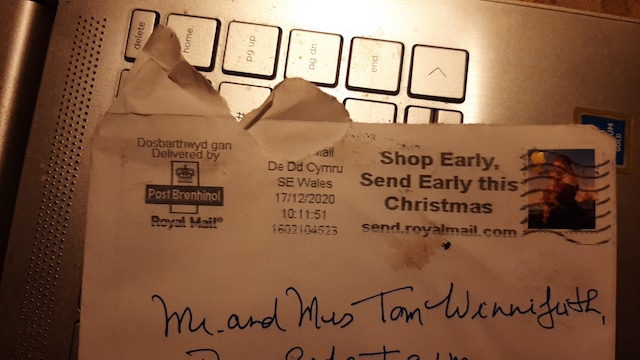 delete
home
pg up
pg dn
end
Dosbarthwyd gan
Delivered by
Post Brenhinol
Royal Mail®
De Dd Cymru
SE Wales
17/12/2020
10:11:51
1602104523
Shop Early,
Send Early this
Christmas
send.royalmail.com
Mr. and Mrs Tom Winnifrith,